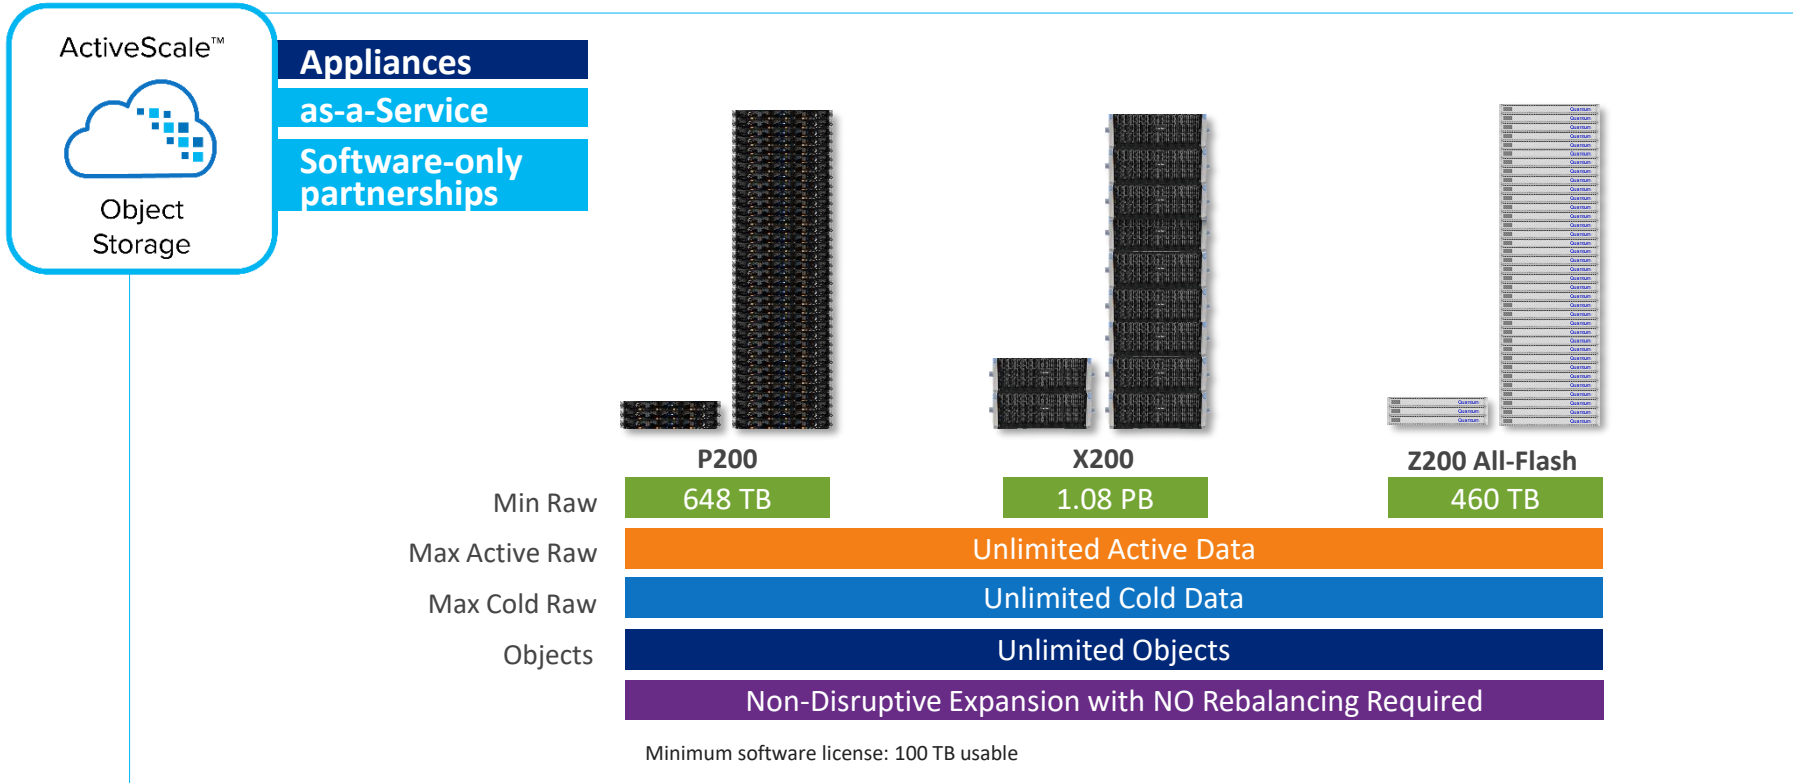 ActiveScale™
Object
Storage
Appliances
as-a-Service
Software-only
partnerships
Quantum
P200
X200
Z200 All-Flash
Min Raw
648 TB
1.08 PB
460 TB
Max Active Raw
Unlimited Active Data
Max Cold Raw
Unlimited Cold Data
Objects
Unlimited Objects
Non-Disruptive Expansion with NO Rebalancing Required
Minimum software license: 100 TB usable